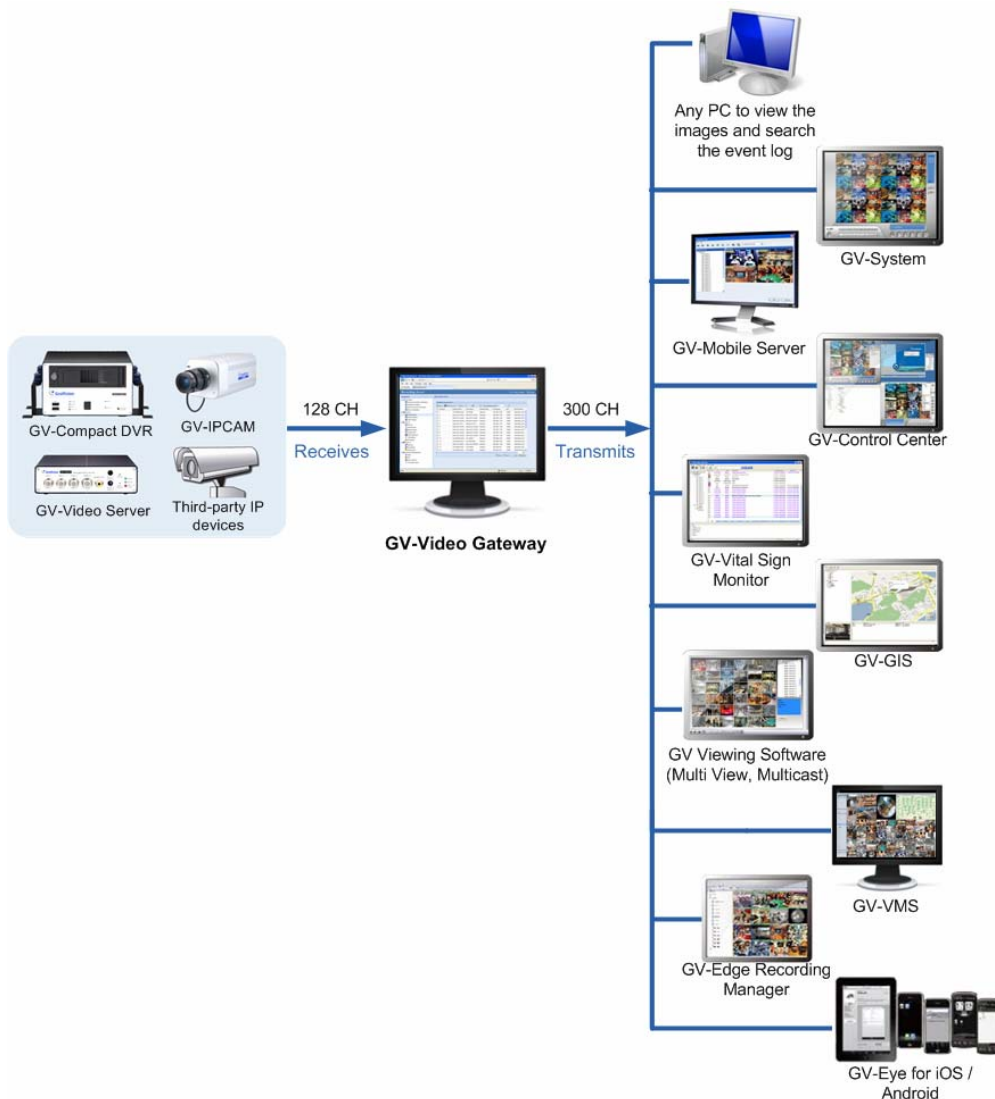 Any PC to view the
images and search
the event log
GV-System
GV-Mobile Server
GV-Control Center
GV-Compact DVR
GV-IPCAM
GV-Video Server
Third-party IP
devices
128 CH
Receives
GV-Video Gateway
300 CH
Transmits
GV-Vital Sign
Monitor
GV-GIS
GV Viewing Software
(Multi View, Multicast)
GV-VMS
GV-Edge Recording
Manager
GV-Eye for iOS /
Android